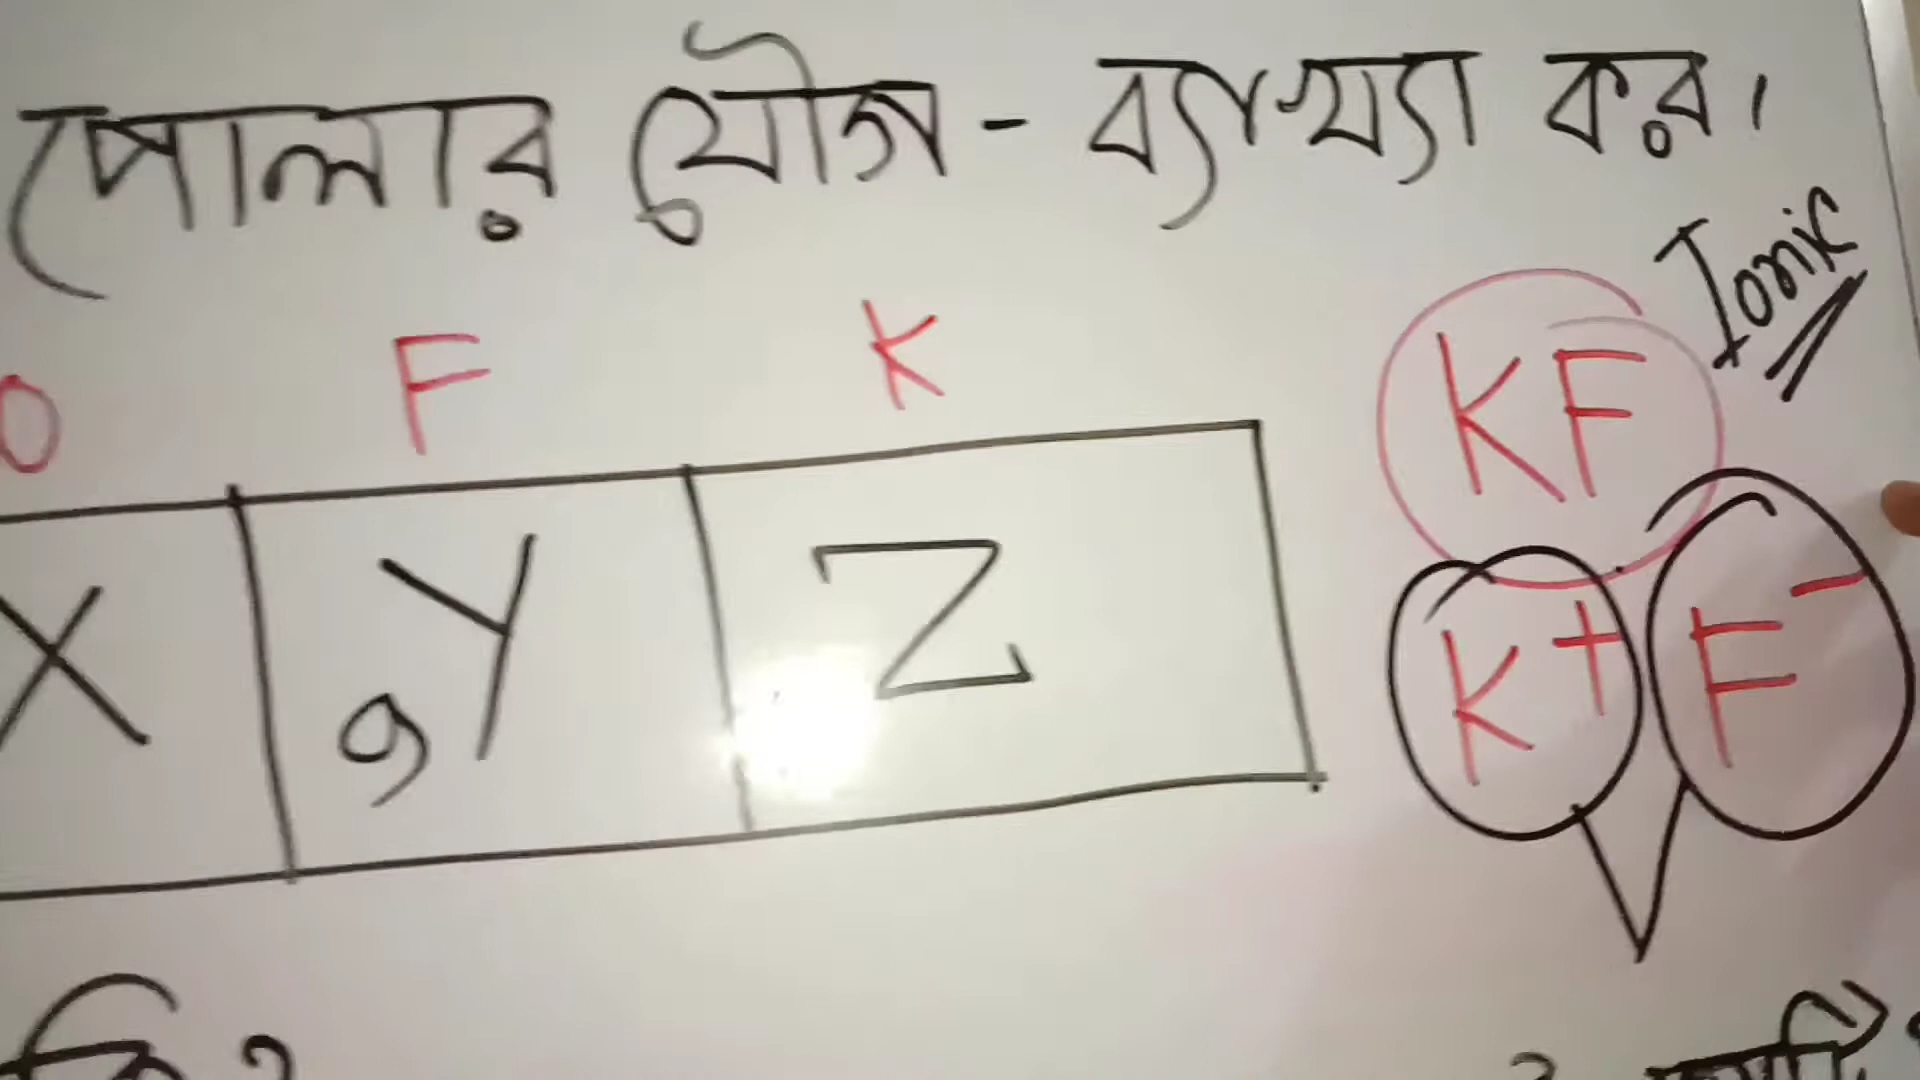 পোলার যৌগ - ব্যাখ্যা কর।
Ionic
O F K KF
X 9Y Z K+ F-